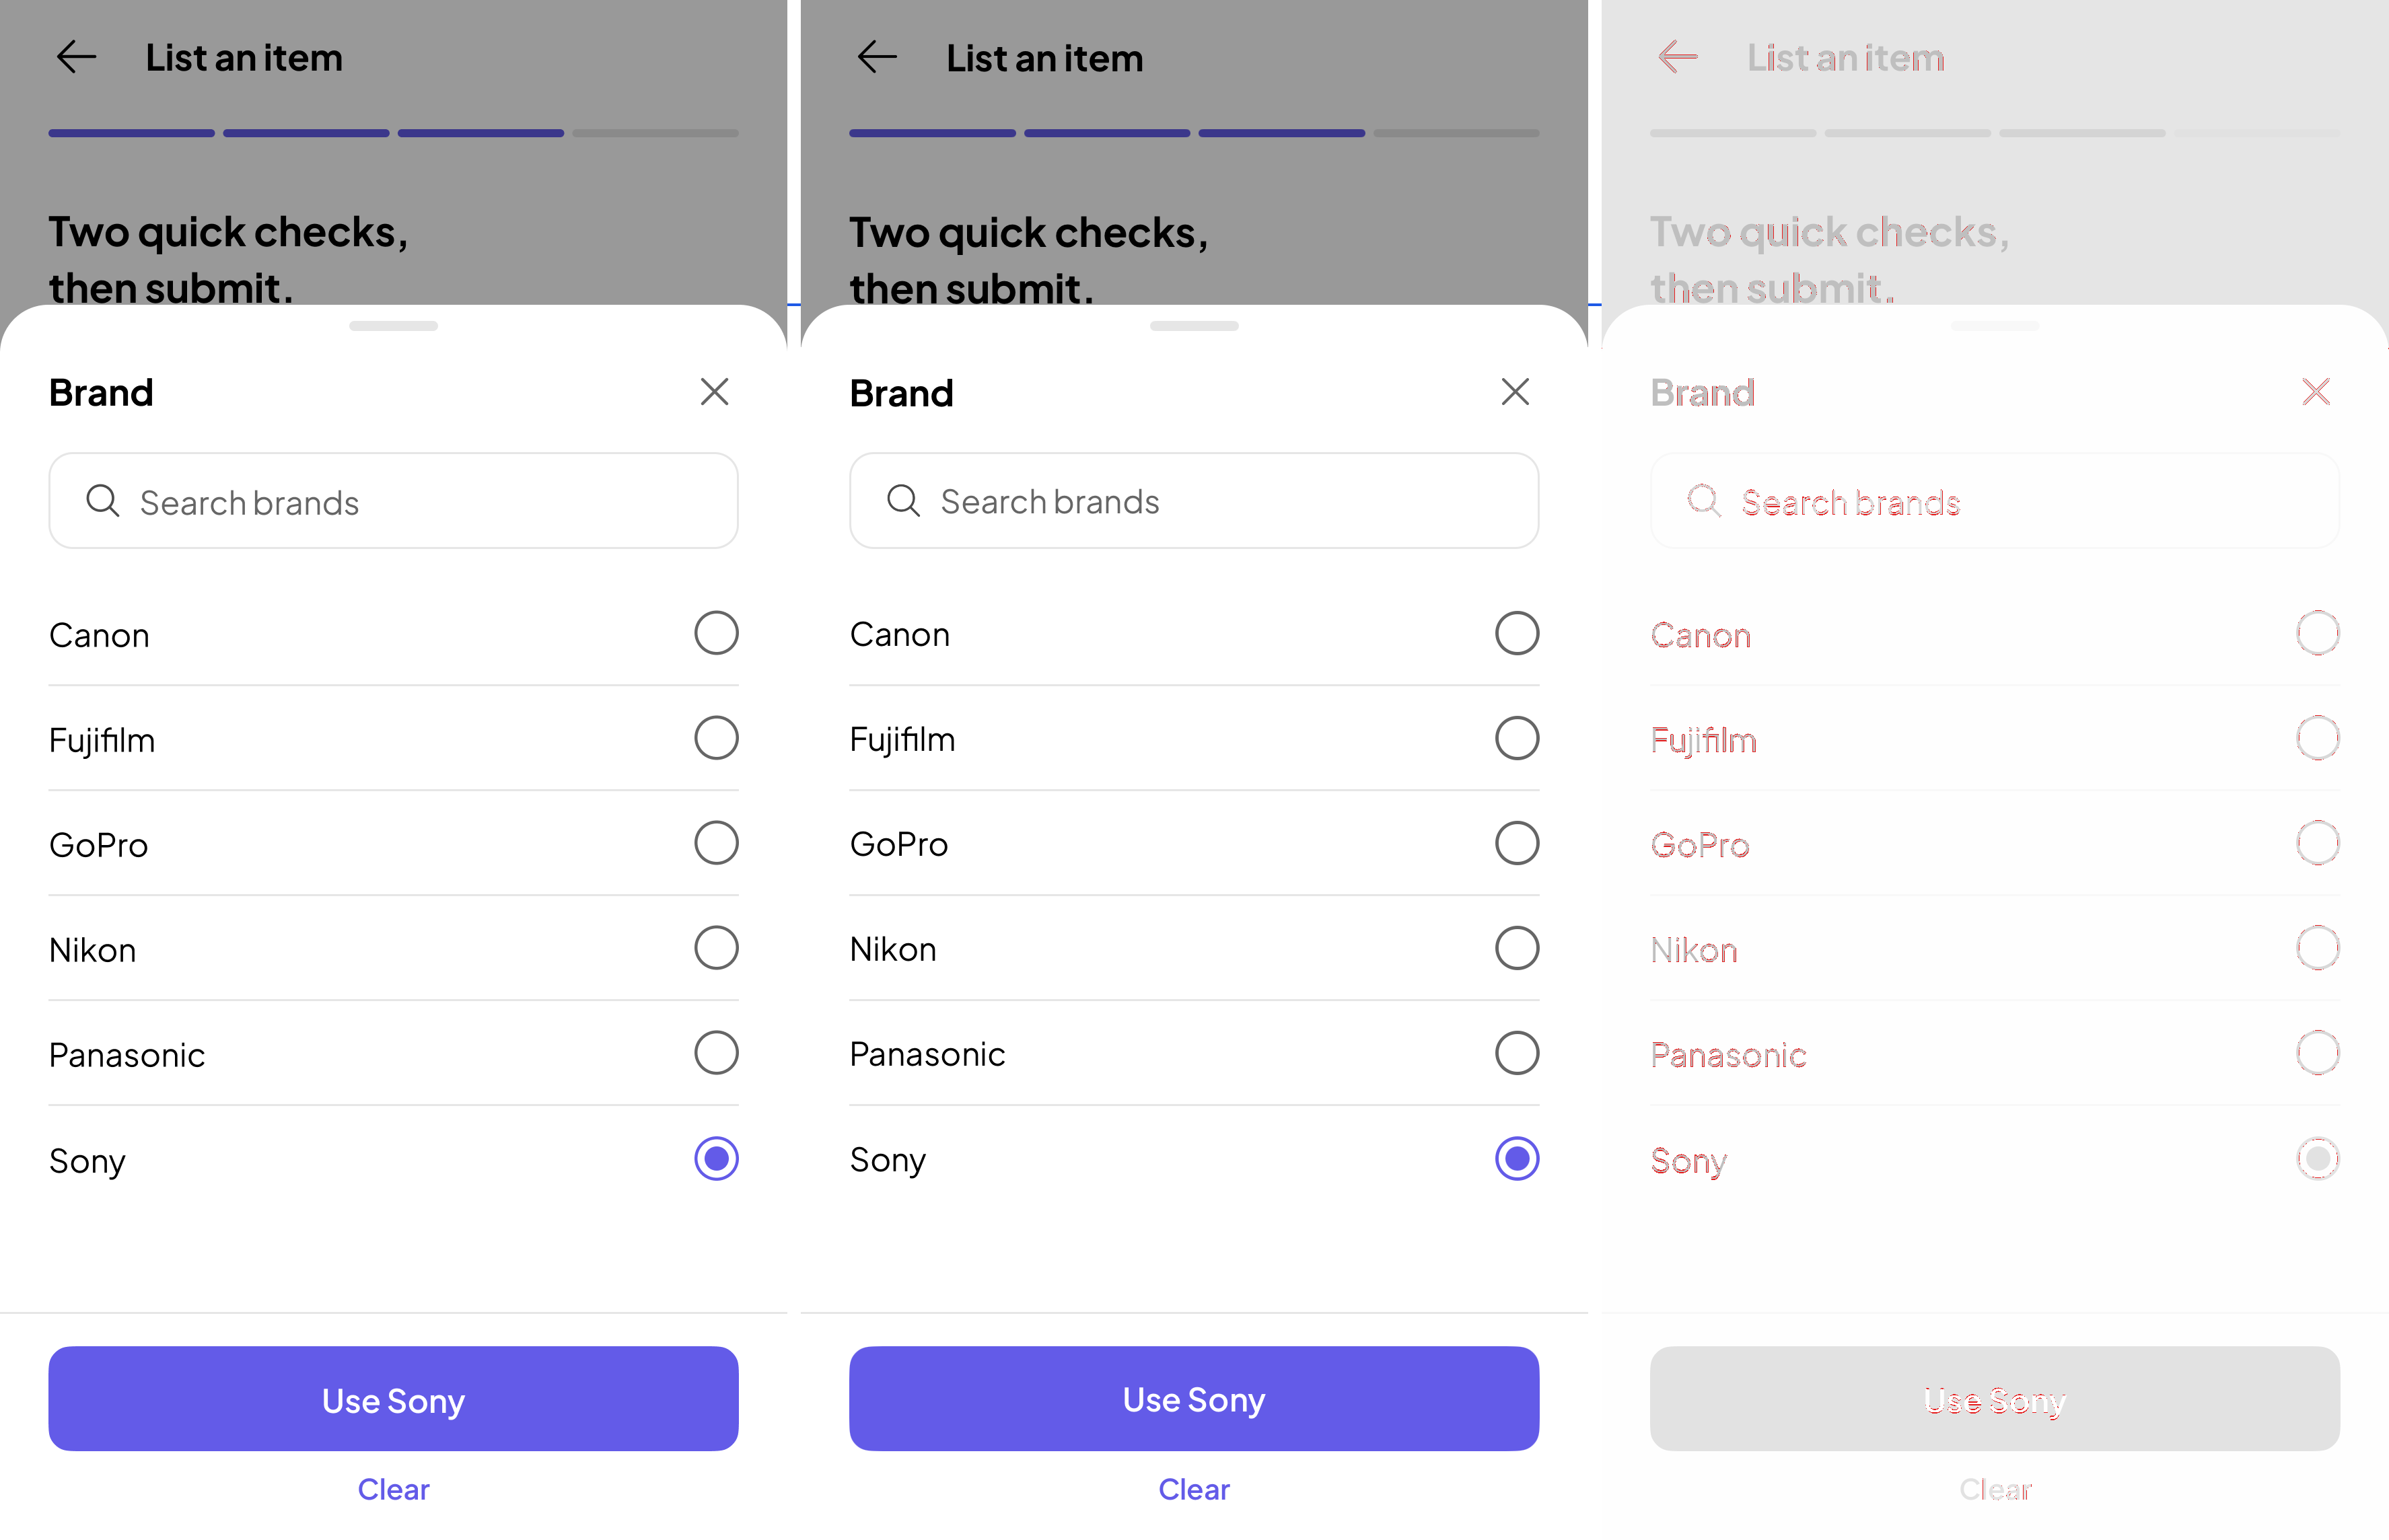 List an item
Two quick checks,
then submit.
Brand
Search brands
Canon
Fujifilm
GoPro
Nikon
Panasonic
Sony
Use Sony
Clear
List an item
Two quick checks,
then submit.
Brand
Search brands
Canon
Fujifilm
GoPro
Nikon
Panasonic
Sony
Use Sony
Clear
List an item
Two quick checks,
then submit.
Brand
Search brands
Canon
Fujifilm
GoPro
Nikon
Panasonic
Sony
Use Sony
Clear